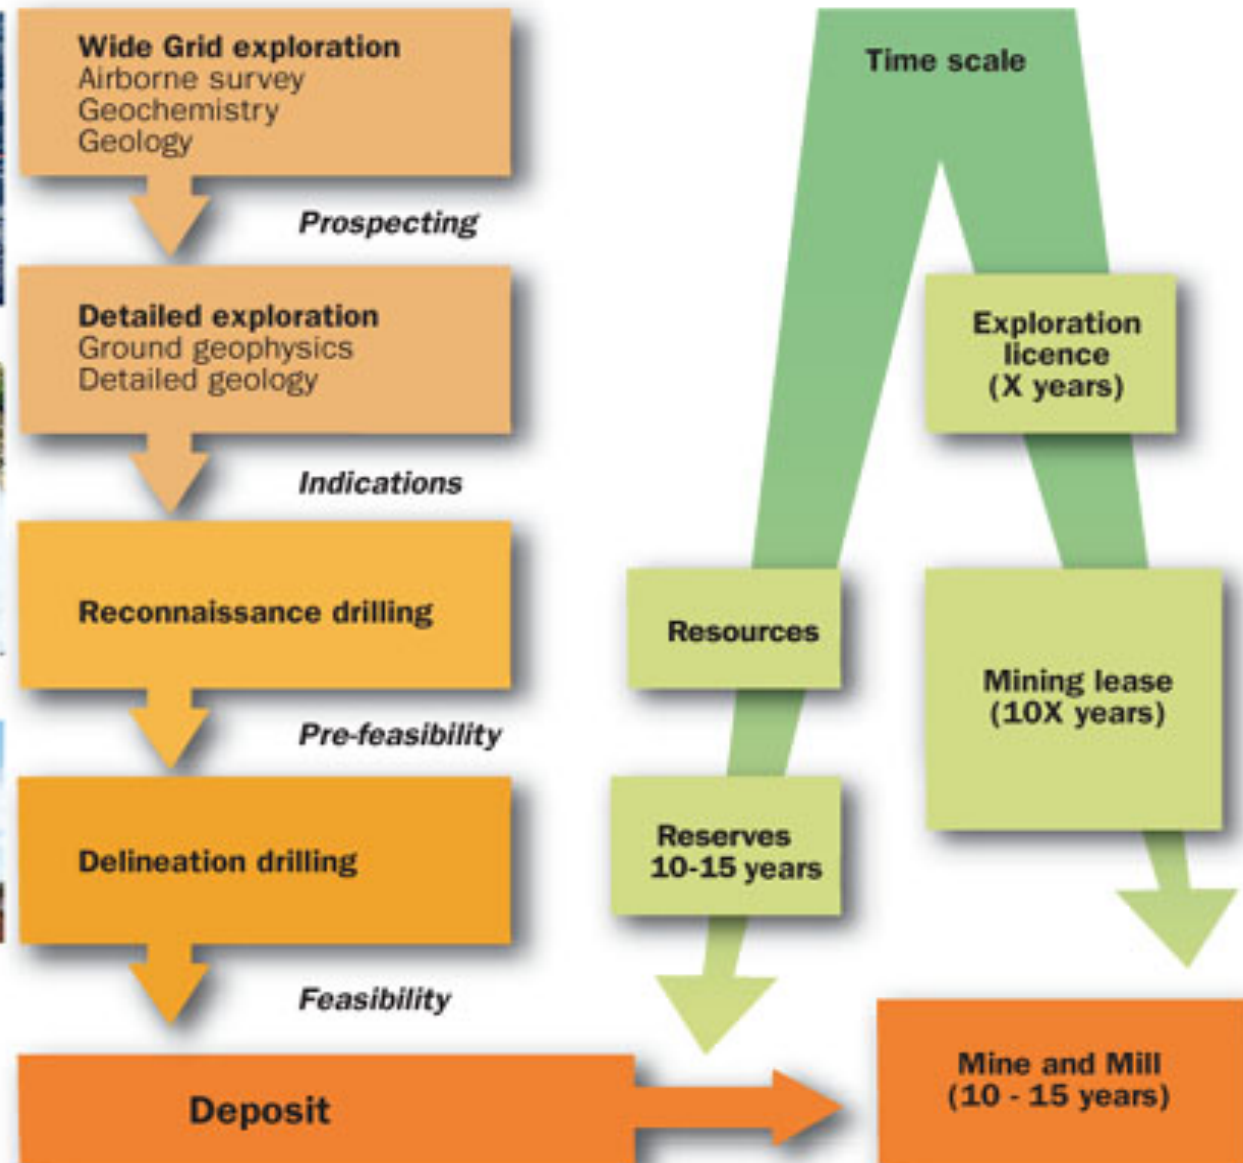 Wide Grid exploration
Airborne survey
Geochemistry
Geology
Prospecting
Detailed exploration
Ground geophysics
Detailed geology
Indications
Reconnaissance drilling
Pre-feasibility
Delineation drilling
Feasibility
Deposit
Time scale
Exploration
licence
(X years)
Resources
Mining lease
(10X years)
Reserves
10-15 years
Mine and Mill
(10 - 15 years)